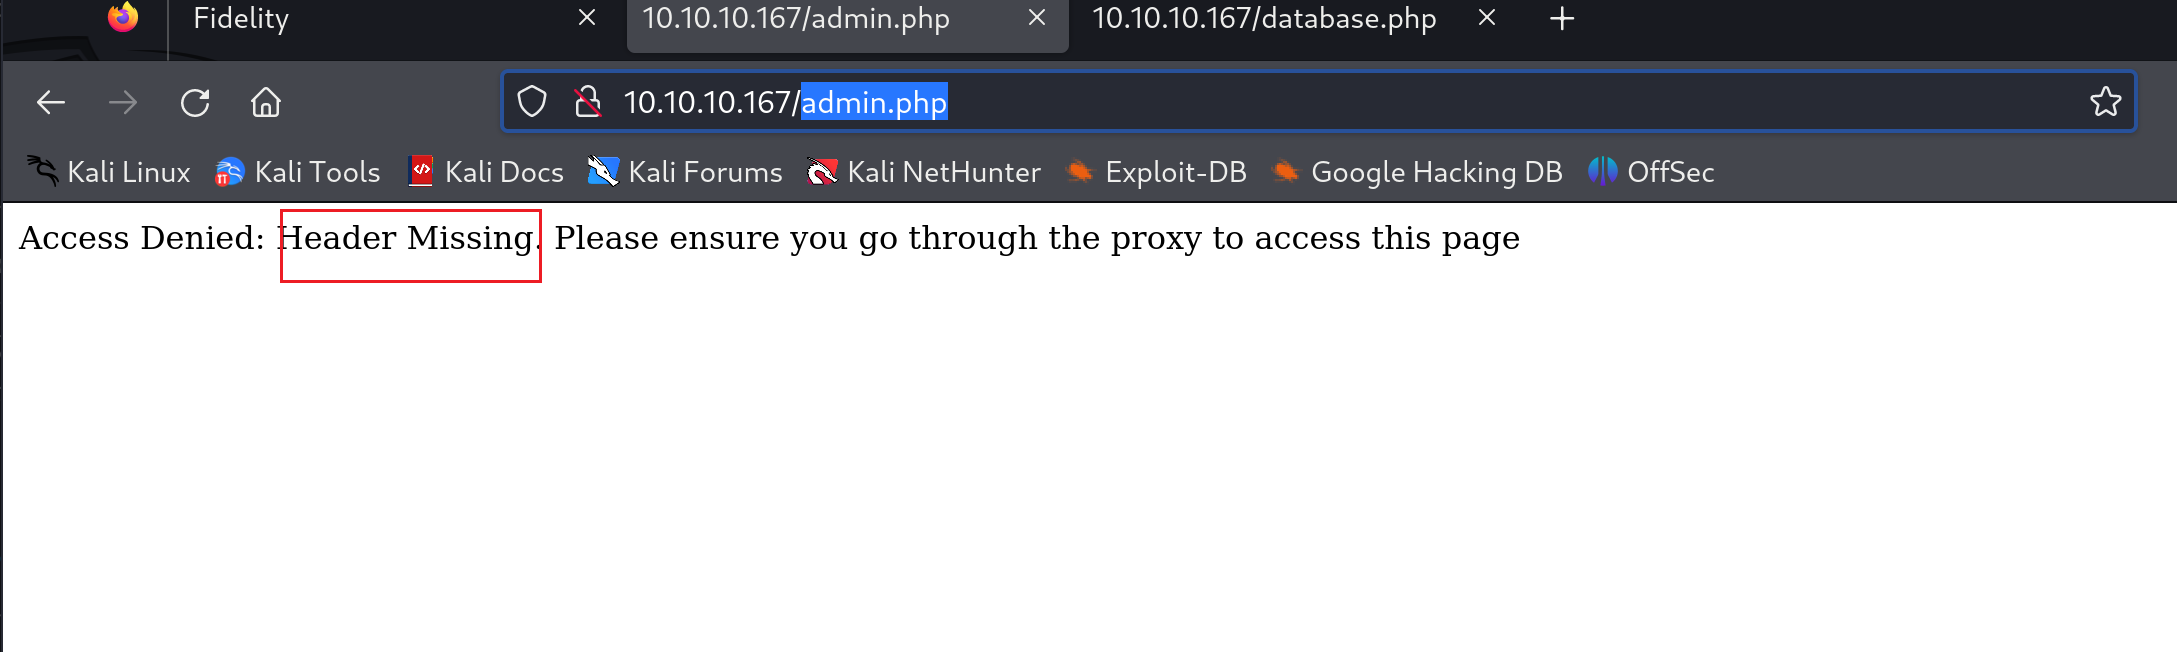 Fidelity
10.10.10.167/admin.php
10.10.10.167/database.php
10.10.10.167/admin.php
Kali Linux
Kali Tools
Kali Docs
Kali Forums
Kali NetHunter
Exploit-DB
Google Hacking DB
OffSec
Access Denied: Header Missing. Please ensure you go through the proxy to access this page